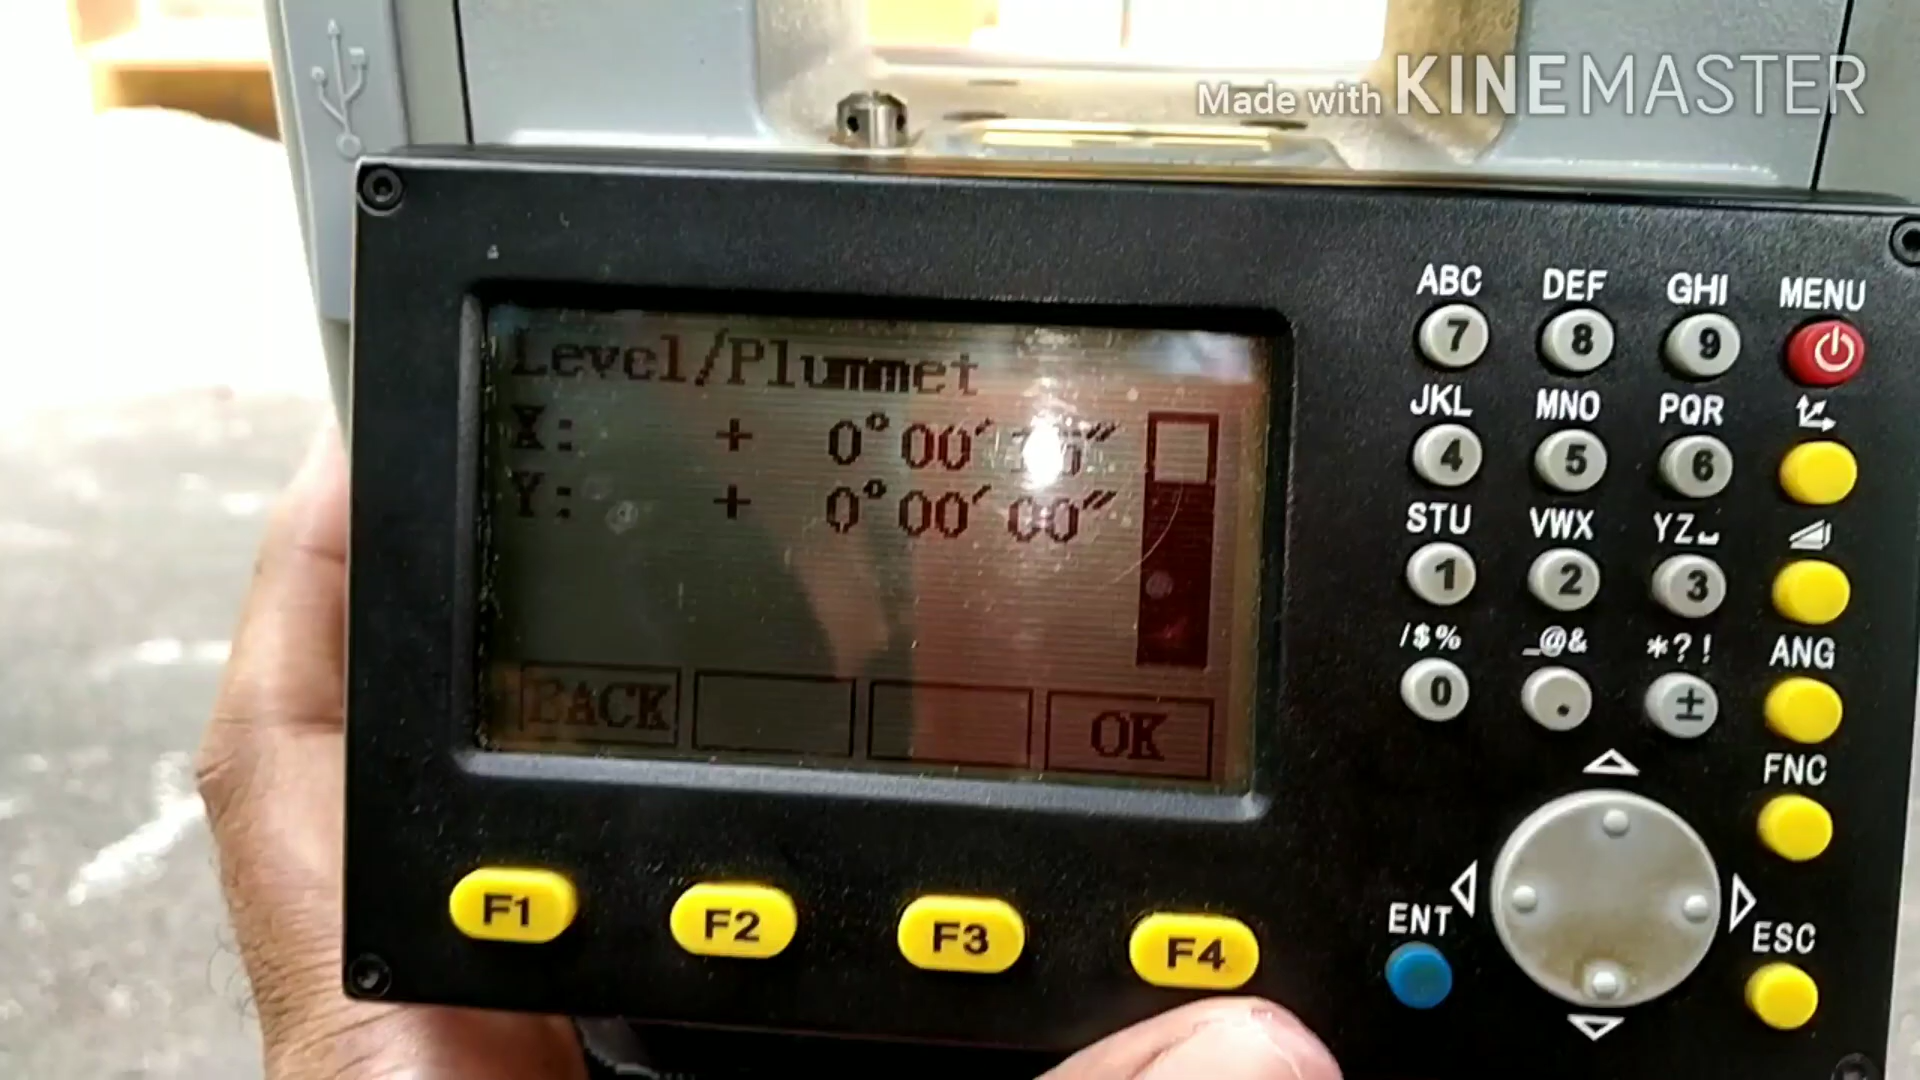 Made with KINEMASTER
Level/Plummet
X: + 0°00′
Y: + 0°00′00″
BACK OK
F1 F2 F3 F4
ABC DEF GHI MENU
7 8 9
JKL MNO PQR
4 5 6
STU VWX YZ␣
1 2 3
/$% _@& *?! ANG
0 . ±
FNC
ENT ESC